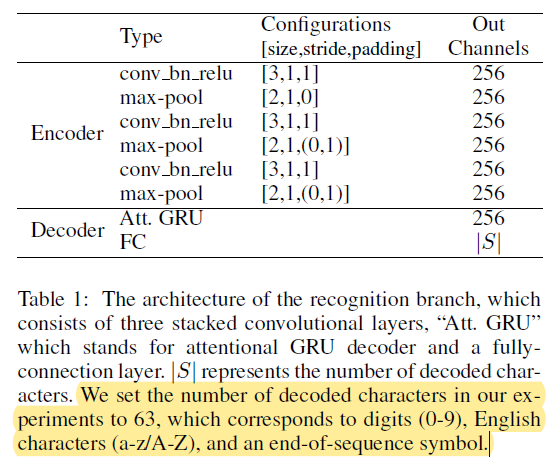 Type Configurations Out
[size,stride,padding] Channels
Encoder conv_bn_relu [3,1,1] 256
max-pool [2,1,0] 256
conv_bn_relu [3,1,1] 256
max-pool [2,1,(0,1)] 256
conv_bn_relu [3,1,1] 256
max-pool [2,1,(0,1)] 256
Decoder Att. GRU 256
FC |S|
Table 1: The architecture of the recognition branch, which
consists of three stacked convolutional layers, “Att. GRU”
which stands for attentional GRU decoder and a fully-
connection layer. |S| represents the number of decoded char-
acters. We set the number of decoded characters in our ex-
periments to 63, which corresponds to digits (0-9), English
characters (a-z/A-Z), and an end-of-sequence symbol.